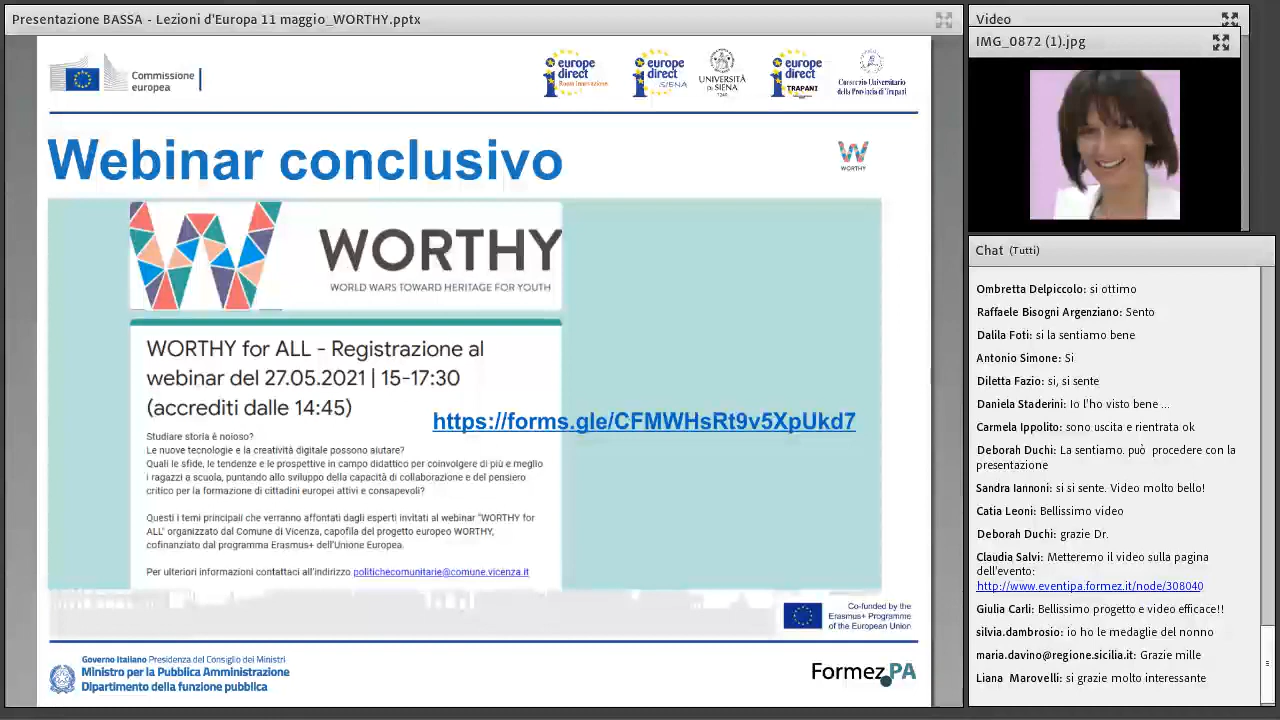 Presentazione BASSA - Lezioni d'Europa 11 maggio_WORTHY.pptx
Commissione
europea
europe
direct
Roma Innovazione
europe
direct
SIENA
UNIVERSITÀ
DI SIENA
1240
europe
direct
TRAPANI
Consorzio Universitario
della Provincia di Trapani
Webinar conclusivo
WORTHY
WORTHY
WORLD WARS TOWARD HERITAGE FOR YOUTH
WORTHY for ALL - Registrazione al
webinar del 27.05.2021 | 15-17:30
(accrediti dalle 14:45)
https://forms.gle/CFMWHsRt9v5XpUkd7
Studiare storia è noioso?
Le nuove tecnologie e la creatività digitale possono aiutare?
Quali le sfide, le tendenze e le prospettive in campo didattico per coinvolgere di più e meglio
i ragazzi a scuola, puntando allo sviluppo della capacità di collaborazione e del pensiero
critico per la formazione di cittadini europei attivi e consapevoli?
Questi i temi principali che verranno affontati dagli esperti invitati al webinar "WORTHY for
ALL" organizzato dal Comune di Vicenza, capofila del progetto europeo WORTHY,
cofinanziato dal programma Erasmus+ dell'Unione Europea.
Per ulteriori informazioni contattaci all'indirizzo politichecomunitarie@comune.vicenza.it
Co-funded by the
Erasmus+ Programme
of the European Union
Governo Italiano Presidenza del Consiglio dei Ministri
Ministro per la Pubblica Amministrazione
Dipartimento della funzione pubblica
Formez PA
Video
IMG_0872 (1).jpg
Chat (Tutti)
Ombretta Delpiccolo: si ottimo
Raffaele Bisogni Argenziano: Sento
Dalila Foti: si la sentiamo bene
Antonio Simone: Si
Diletta Fazio: si, si sente
Daniela Staderini: Io l'ho visto bene ...
Carmela Ippolito: sono uscita e rientrata ok
Deborah Duchi: La sentiamo. può procedere con la
presentazione
Sandra Iannoni: si si sente. Video molto bello!
Catia Leoni: Bellissimo video
Deborah Duchi: grazie Dr.
Claudia Salvi: Metteremo il video sulla pagina
dell'evento:
http://www.eventipa.formez.it/node/308040
Giulia Carli: Bellissimo progetto e video efficace!!
silvia.dambrosio: io ho le medaglie del nonno
maria.davino@regione.sicilia.it: Grazie mille
Liana Marovelli: si grazie molto interessante